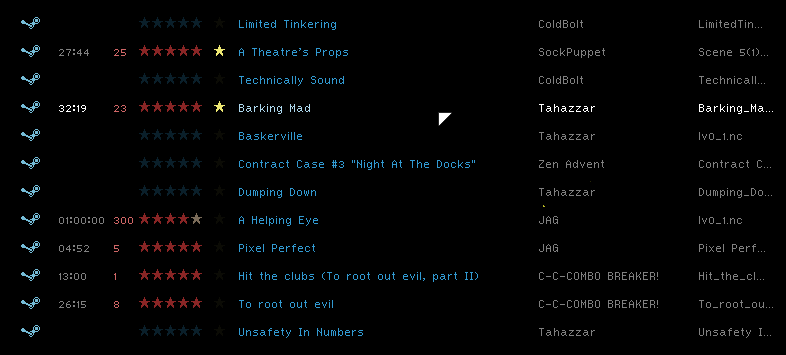 Limited Tinkering ColdBolt LimitedTin...
27:44 25 A Theatre's Props SockPuppet Scene 5(1)...
Technically Sound ColdBolt Technicall...
32:19 23 Barking Mad Tahazzar Barking_Ma...
Baskerville Tahazzar lv0_1.nc
Contract Case #3 "Night At The Docks" Zen Advent Contract C...
Dumping Down Tahazzar Dumping_Do...
01:00:00 300 A Helping Eye JAG lv0_1.nc
04:52 5 Pixel Perfect JAG Pixel Perf...
13:00 1 Hit the clubs (To root out evil, part II) C-C-COMBO BREAKER! Hit_the_cl...
26:15 8 To root out evil C-C-COMBO BREAKER! To_root_ou...
Unsafety In Numbers Tahazzar Unsafety I...